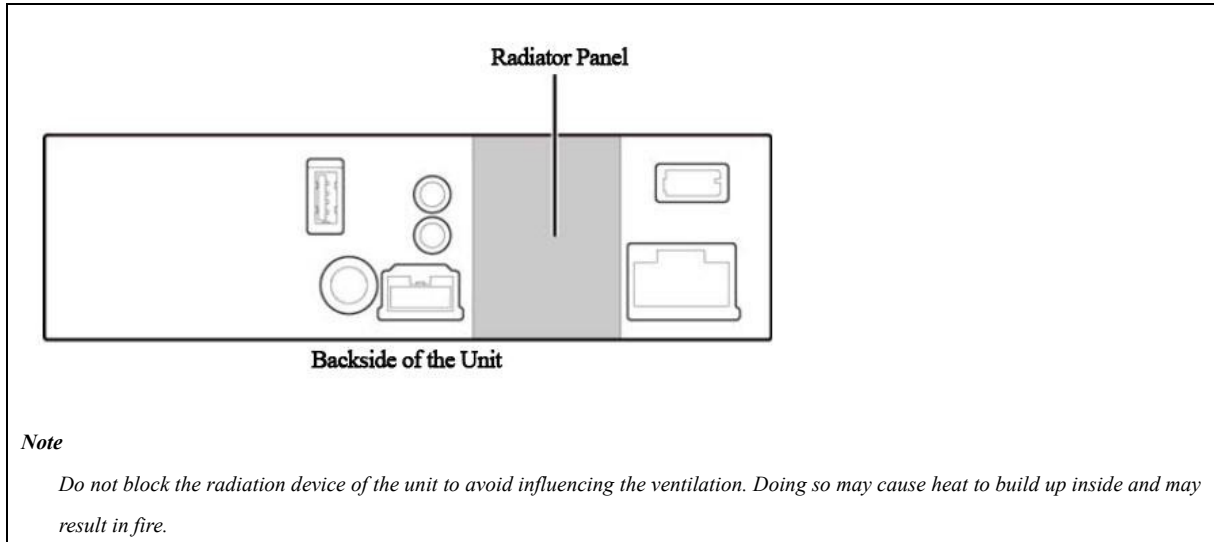 Radiator Panel
Backside of the Unit
Note
Do not block the radiation device of the unit to avoid influencing the ventilation. Doing so may cause heat to build up inside and may
result in fire.